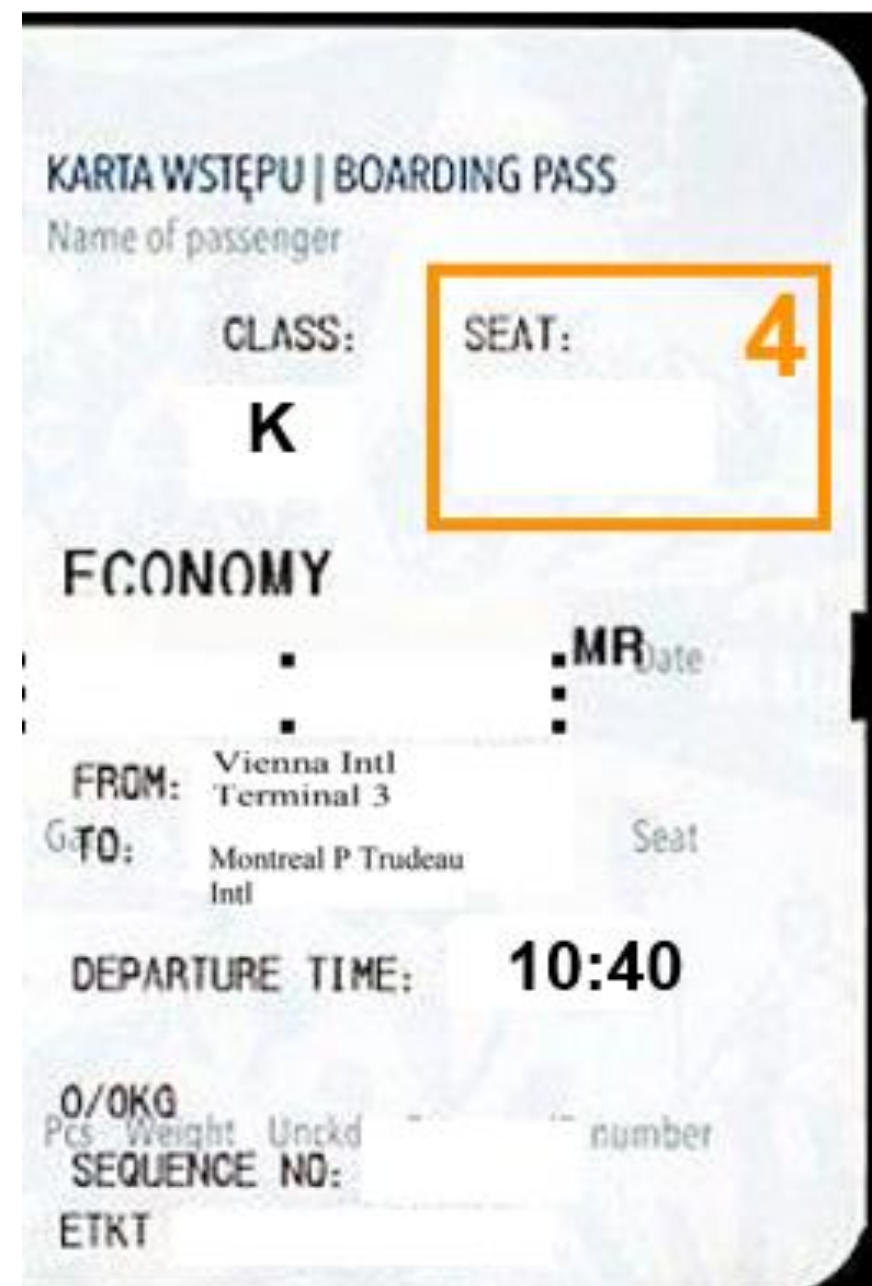 KARTA WSTĘPU | BOARDING PASS
Name of passenger
CLASS: SEAT: 4
K
ECONOMY
MR Date
FROM: Vienna Intl
Terminal 3
TO: Montreal P Trudeau Seat
Intl
DEPARTURE TIME: 10:40
0/0KG
Pcs Weight Unckd number
SEQUENCE NO:
ETKT